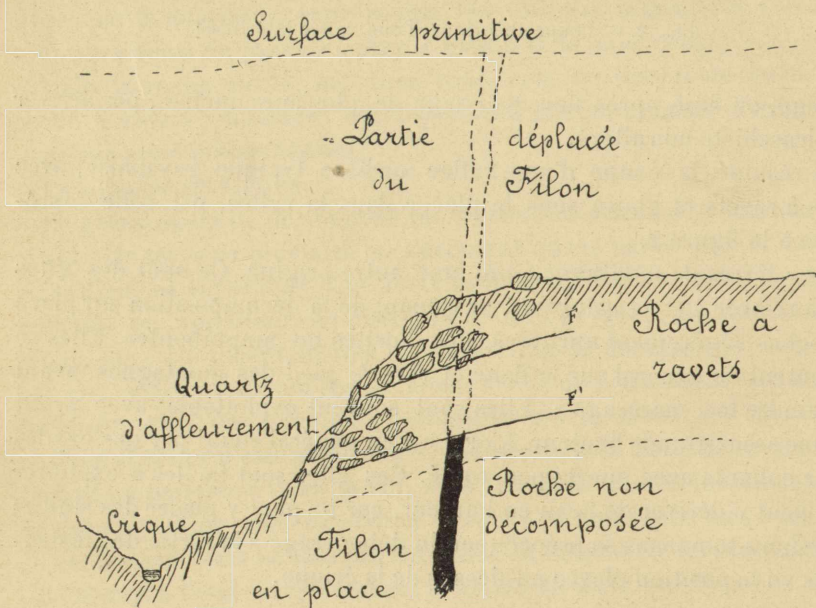 Surface primitive
Partie déplacée
du Filon
F
Roche à
ravets
Quartz
d'affleurement
F'
Roche non
décomposée
Crique
Filon
en place